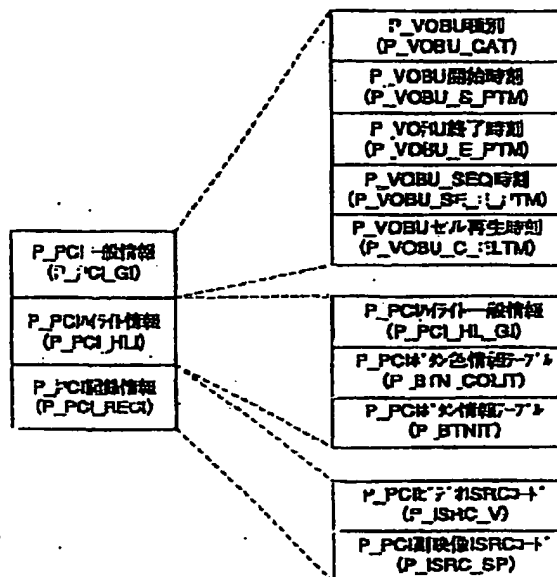 P_PCI一般情報
(P_PCI_GI)
P_PCIハイライト情報
(P_PCI_HLI)
P_PCI記録情報
(P_PCI_RECI)
P_VOBU種別
(P_VOBU_CAT)
P_VOBU開始時刻
(P_VOBU_S_PTM)
P_VOBU終了時刻
(P_VOBU_E_PTM)
P_VOBU_SEQ時刻
P_VOBUセル再生時刻
(P_VOBU_C_ELTM)
P_PCIハイライト一般情報
(P_PCI_HL_GI)
P_PCIボタン色情報テーブル
(P_BTN_COLIT)
P_PCIボタン情報テーブル
(P_BTNIT)
P_PCIビデオISRCコード
(P_ISRC_V)
P_PCI副映像ISRCコード
(P_ISRC_SP)